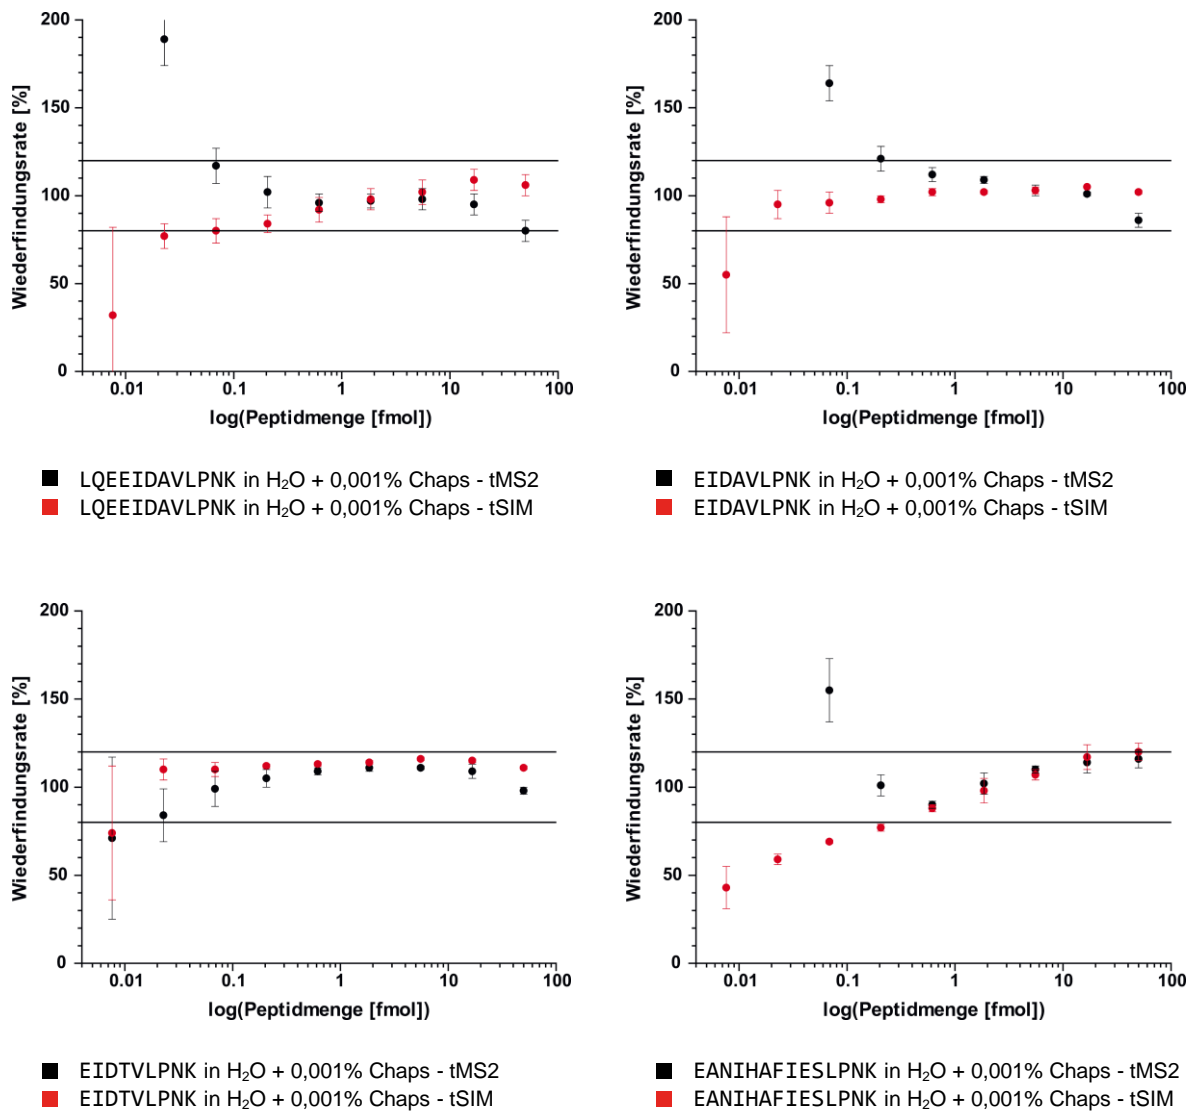 200
150
100
50
0
Wiederfindungsrate [%]
0.01 0.1 1 10 100
log(Peptidmenge [fmol])
■ LQEEIDAVLPNK in H₂O + 0,001% Chaps - tMS2
■ LQEEIDAVLPNK in H₂O + 0,001% Chaps - tSIM
200
150
100
50
0
Wiederfindungsrate [%]
0.01 0.1 1 10 100
log(Peptidmenge [fmol])
■ EIDAVLPNK in H₂O + 0,001% Chaps - tMS2
■ EIDAVLPNK in H₂O + 0,001% Chaps - tSIM
200
150
100
50
0
Wiederfindungsrate [%]
0.01 0.1 1 10 100
log(Peptidmenge [fmol])
■ EIDTVLPNK in H₂O + 0,001% Chaps - tMS2
■ EIDTVLPNK in H₂O + 0,001% Chaps - tSIM
200
150
100
50
0
Wiederfindungsrate [%]
0.01 0.1 1 10 100
log(Peptidmenge [fmol])
■ EANIHAFIESLPNK in H₂O + 0,001% Chaps - tMS2
■ EANIHAFIESLPNK in H₂O + 0,001% Chaps - tSIM